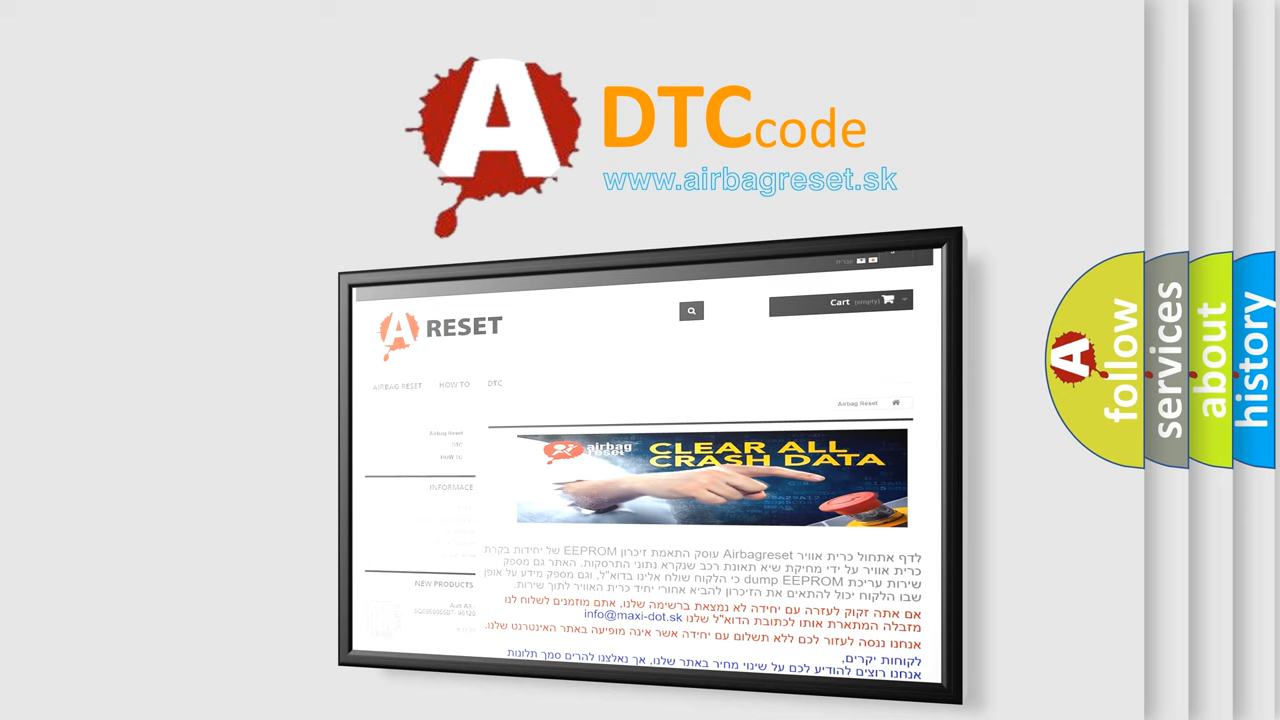 A
DTC code
www.airbagreset.sk
עברית
Cart (empty)
A RESET
AIRBAG RESET HOW TO DTC
Airbag Reset
Airbag Reset
DTC
HOW TO
INFORMACE
NEW PRODUCTS
airbag
reset
CLEAR ALL
CRASH DATA
לדף אתחול כרית אוויר Airbagreset עוסק התאמת זיכרון EEPROM של יחידות בקרת
כרית אוויר על ידי מחיקת שיא תאונת רכב שנקרא נתוני התרסקות. האתר גם מספק
שירות עריכת dump EEPROM כי הלקוח שולח אלינו בדוא"ל, וגם מספק מידע על אופן
שבו הלקוח יכול להתאים את הזיכרון להביא אחורי יחיד כרית האוויר לתוך שירות.
אם אתה זקוק לעזרה עם יחידה לא נמצאת ברשימה שלנו, אתם מוזמנים לשלוח לנו
מזבלה המתארת אותו לכתובת הדוא"ל שלנו info@maxi-dot.sk
אנחנו ננסה לעזור לכם ללא תשלום עם יחידה אשר אינה מופיעה באתר האינטרנט שלנו.
לקוחות יקרים,
אנחנו רוצים להודיע לכם על שינוי מחיר באתר שלנו, אך נאלצנו להרים סמך תלונות
A
follow
services
about
history